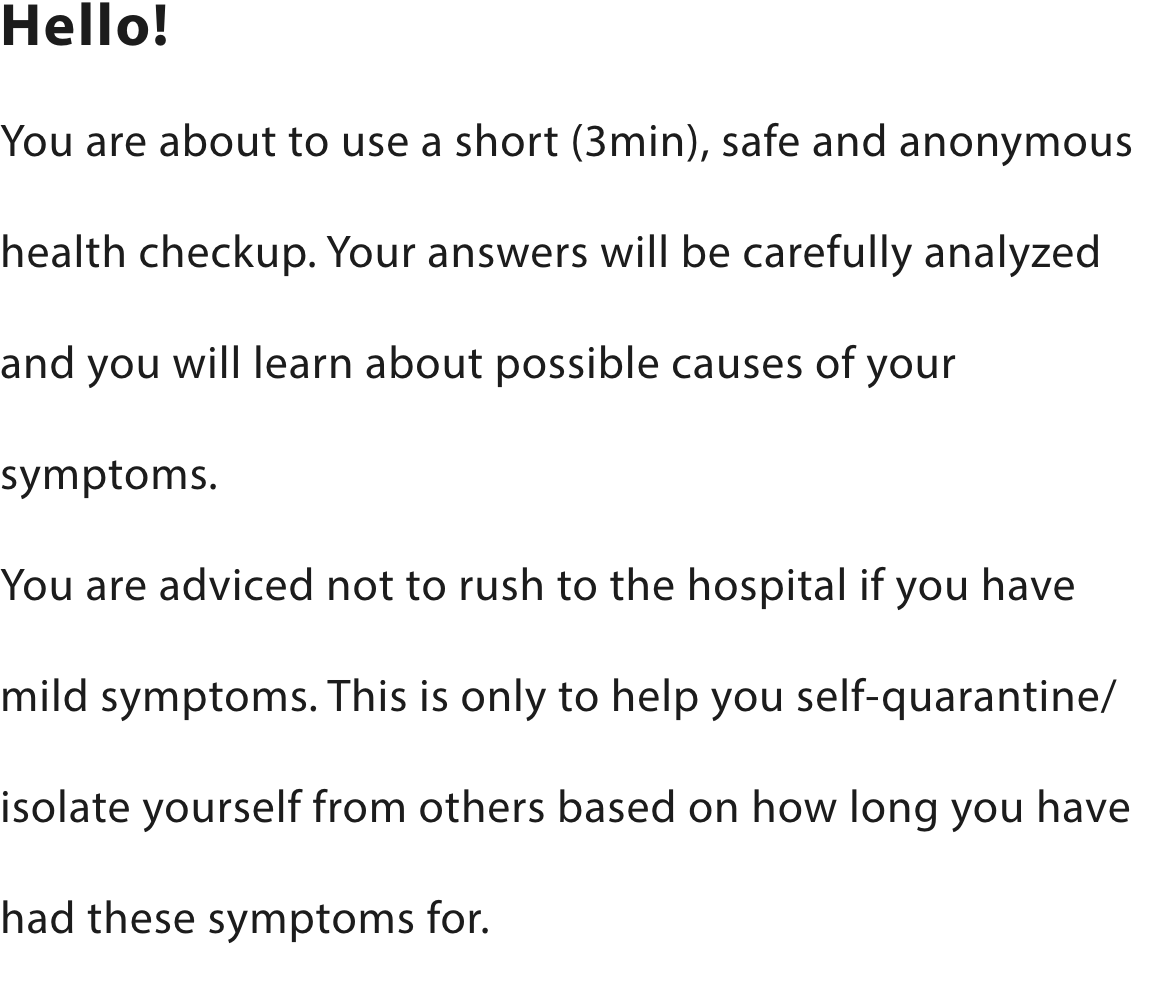 Hello!
You are about to use a short (3min), safe and anonymous
health checkup. Your answers will be carefully analyzed
and you will learn about possible causes of your
symptoms.
You are adviced not to rush to the hospital if you have
mild symptoms. This is only to help you self-quarantine/
isolate yourself from others based on how long you have
had these symptoms for.